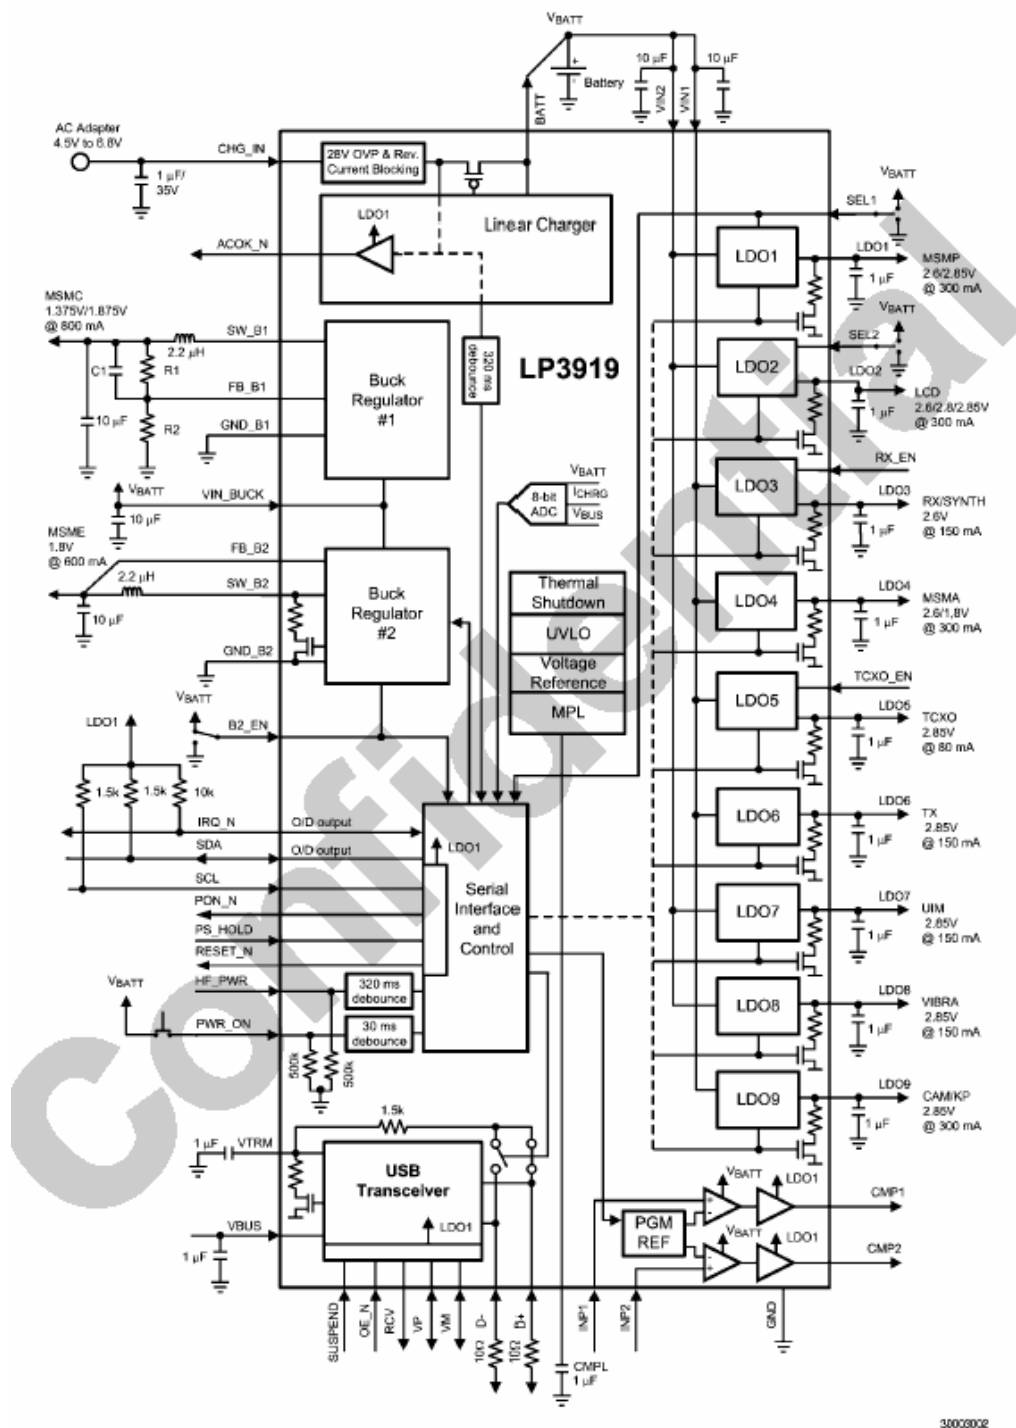 VBATT
10 µF
10 µF
Battery
BATT
VIN2
VIN1
AC Adapter
4.5V to 6.8V
CHG_IN
1 µF/
35V
28V OVP & Rev.
Current Blocking
LDO1
Linear Charger
ACOK_N
VBATT
SEL1
LDO1
LDO1
MSMP
2.6/2.85V
@ 300 mA
1 µF
MSMC
1.375V/1.875V
@ 800 mA
SW_B1
2.2 µH
C1
R1
FB_B1
10 µF
R2
GND_B1
Buck
Regulator
#1
320 ms
debounce
LP3919
VBATT
SEL2
LDO2
LDO2
LCD
2.6/2.8/2.85V
@ 300 mA
1 µF
VBATT
VIN_BUCK
10 µF
VBATT
ICHRG
VBUS
8-bit
ADC
RX_EN
LDO3
LDO3
RX/SYNTH
2.6V
@ 150 mA
1 µF
MSME
1.8V
@ 600 mA
FB_B2
2.2 µH
SW_B2
10 µF
GND_B2
Buck
Regulator
#2
Thermal
Shutdown
UVLO
Voltage
Reference
MPL
LDO4
LDO4
MSMA
2.6/1.8V
@ 300 mA
1 µF
VBATT
B2_EN
LDO1
1.5k
1.5k
10k
TCXO_EN
LDO5
LDO5
TCXO
2.85V
@ 80 mA
1 µF
IRQ_N
O/D output
SDA
O/D output
SCL
PON_N
PS_HOLD
RESET_N
HF_PWR
320 ms
debounce
VBATT
PWR_ON
30 ms
debounce
500k
500k
LDO1
Serial
Interface
and
Control
LDO6
LDO6
TX
2.85V
@ 150 mA
1 µF
LDO7
LDO7
UIM
2.85V
@ 150 mA
1 µF
LDO8
LDO8
VIBRA
2.85V
@ 150 mA
1 µF
LDO9
LDO9
CAM/KP
2.85V
@ 300 mA
1 µF
1.5k
1 µF
VTRM
USB
Transceiver
LDO1
VBUS
1 µF
SUSPEND
OE_N
RCV
VP
VM
D-
10Ω
D+
10Ω
CMPL
1 µF
INP1
INP2
PGM
REF
VBATT
LDO1
CMP1
VBATT
LDO1
CMP2
GND
Confidential
30003002